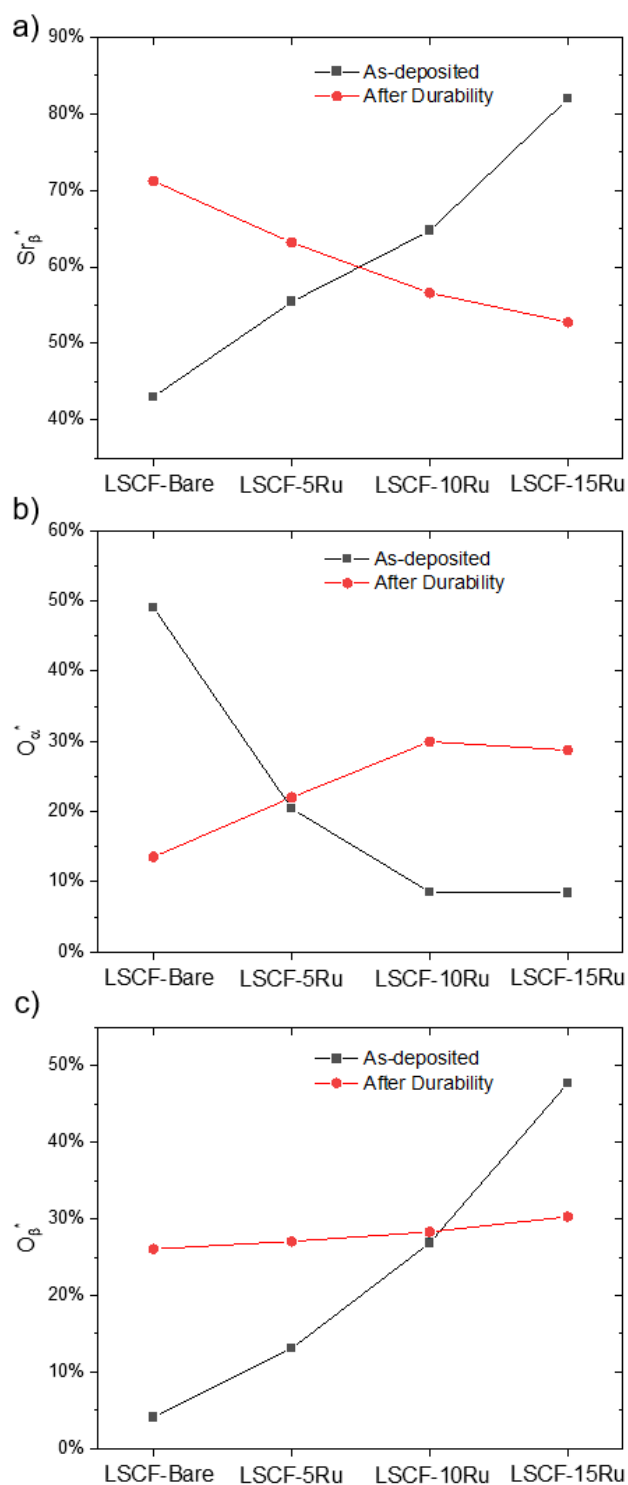 a)
90%
80%
70%
60%
50%
40%
Srβ*
As-deposited
After Durability
LSCF-Bare LSCF-5Ru LSCF-10Ru LSCF-15Ru
b)
60%
50%
40%
30%
20%
10%
0%
Oα*
As-deposited
After Durability
LSCF-Bare LSCF-5Ru LSCF-10Ru LSCF-15Ru
c)
50%
40%
30%
20%
10%
0%
Oβ*
As-deposited
After Durability
LSCF-Bare LSCF-5Ru LSCF-10Ru LSCF-15Ru